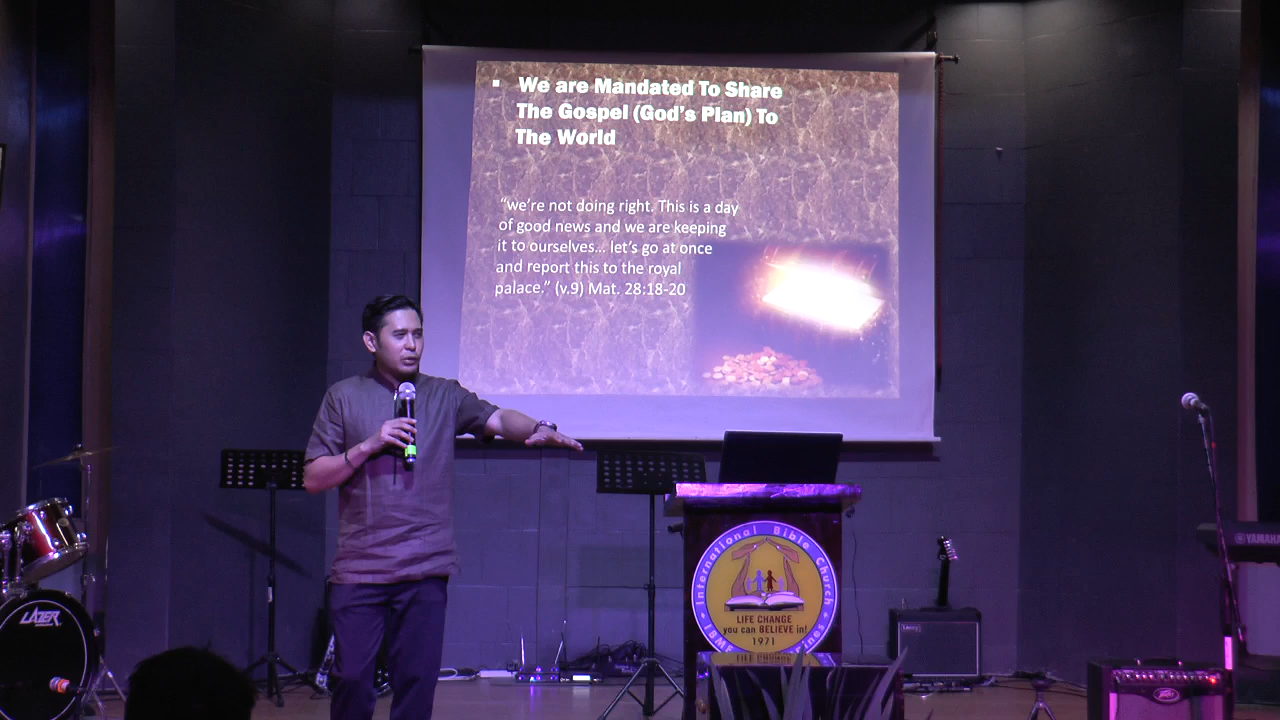 ▪ We are Mandated To Share
The Gospel (God's Plan) To
The World
"we're not doing right. This is a day
of good news and we are keeping
it to ourselves... let's go at once
and report this to the royal
palace." (v.9) Mat. 28:18-20
International Bible Church
LIFE CHANGE
you can BELIEVE in!
1971
LIFE CHANGE
LAZER
YAMAHA
PEAVEY